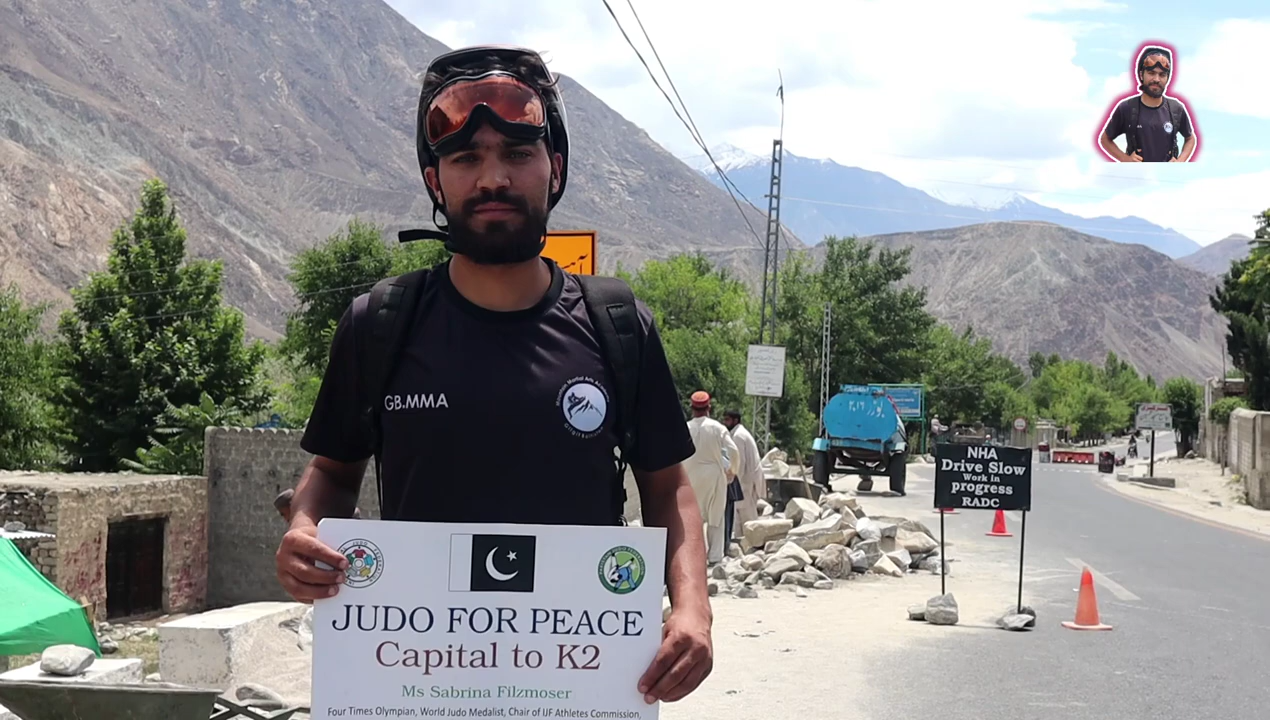 GB.MMA
NHA
Drive Slow
Work in
progress
RADC
JUDO FOR PEACE
Capital to K2
Ms Sabrina Filzmoser
Four Times Olympian, World Judo Medalist, Chair of IJF Athletes Commission,